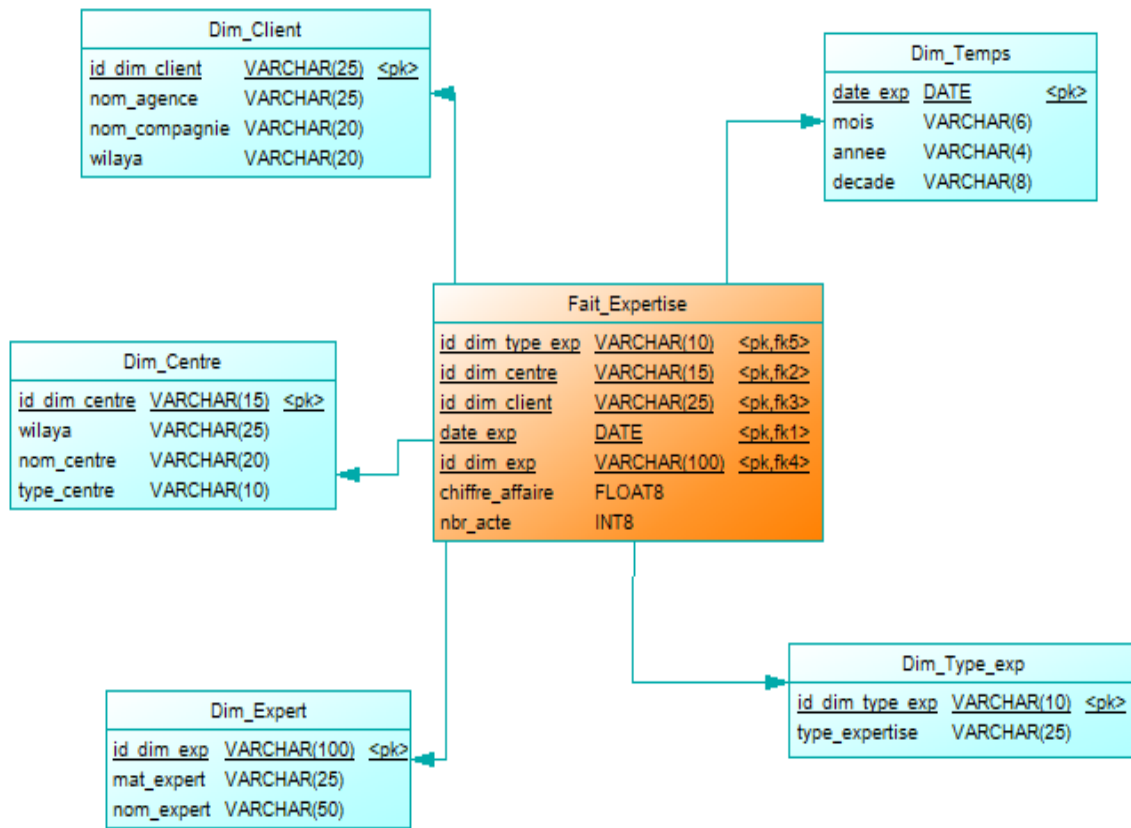 Dim_Client
id_dim_client VARCHAR(25) <pk>
nom_agence VARCHAR(25)
nom_compagnie VARCHAR(20)
wilaya VARCHAR(20)
Dim_Temps
date_exp DATE <pk>
mois VARCHAR(6)
annee VARCHAR(4)
decade VARCHAR(8)
Fait_Expertise
id_dim_type_exp VARCHAR(10) <pk,fk5>
id_dim_centre VARCHAR(15) <pk,fk2>
id_dim_client VARCHAR(25) <pk,fk3>
date_exp DATE <pk,fk1>
id_dim_exp VARCHAR(100) <pk,fk4>
chiffre_affaire FLOAT8
nbr_acte INT8
Dim_Centre
id_dim_centre VARCHAR(15) <pk>
wilaya VARCHAR(25)
nom_centre VARCHAR(20)
type_centre VARCHAR(10)
Dim_Expert
id_dim_exp VARCHAR(100) <pk>
mat_expert VARCHAR(25)
nom_expert VARCHAR(50)
Dim_Type_exp
id_dim_type_exp VARCHAR(10) <pk>
type_expertise VARCHAR(25)